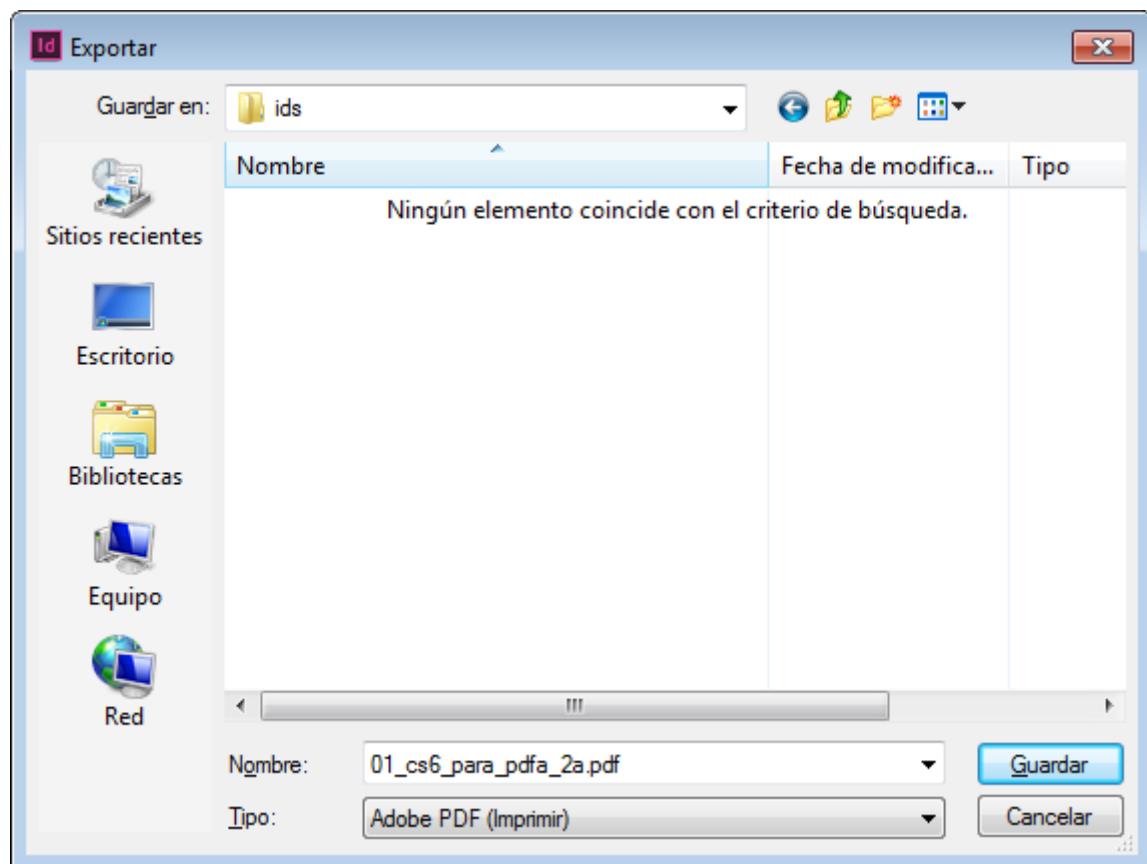 Id Exportar
Guardar en: ids
Nombre Fecha de modifica... Tipo
Ningún elemento coincide con el criterio de búsqueda.
Sitios recientes
Escritorio
Bibliotecas
Equipo
Red
Nombre: 01_cs6_para_pdfa_2a.pdf Guardar
Tipo: Adobe PDF (Imprimir) Cancelar